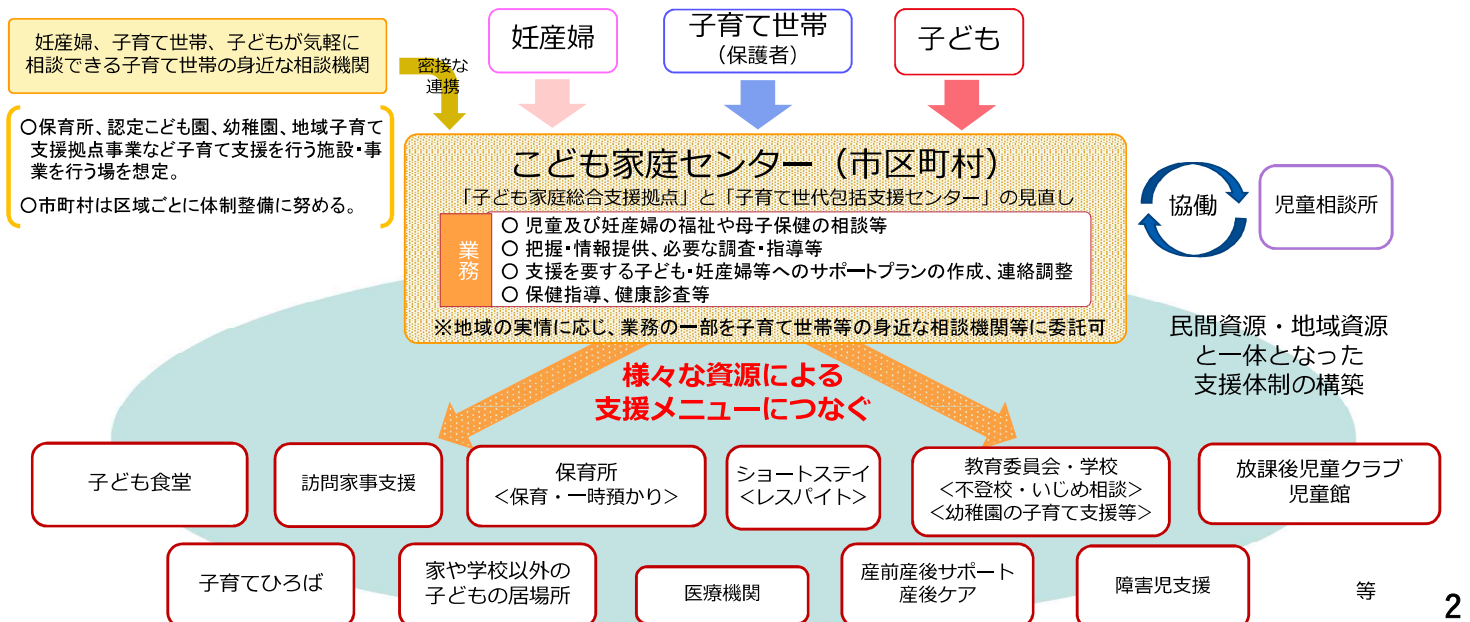 妊産婦、子育て世帯、子どもが気軽に
相談できる子育て世帯の身近な相談機関
〇保育所、認定こども園、幼稚園、地域子育て
支援拠点事業など子育て支援を行う施設・事
業を行う場を想定。
〇市町村は区域ごとに体制整備に努める。
密接な
連携
妊産婦
子育て世帯
（保護者）
子ども
こども家庭センター（市区町村）
「子ども家庭総合支援拠点」と「子育て世代包括支援センター」の見直し
業務
〇 児童及び妊産婦の福祉や母子保健の相談等
〇 把握・情報提供、必要な調査・指導等
〇 支援を要する子ども・妊産婦等へのサポートプランの作成、連絡調整
〇 保健指導、健康診査等
※地域の実情に応じ、業務の一部を子育て世帯等の身近な相談機関等に委託可
協働
児童相談所
民間資源・地域資源
と一体となった
支援体制の構築
様々な資源による
支援メニューにつなぐ
子ども食堂
訪問家事支援
保育所
<保育・一時預かり>
ショートステイ
<レスパイト>
教育委員会・学校
<不登校・いじめ相談>
<幼稚園の子育て支援等>
放課後児童クラブ
児童館
子育てひろば
家や学校以外の
子どもの居場所
医療機関
産前産後サポート
産後ケア
障害児支援
等
2